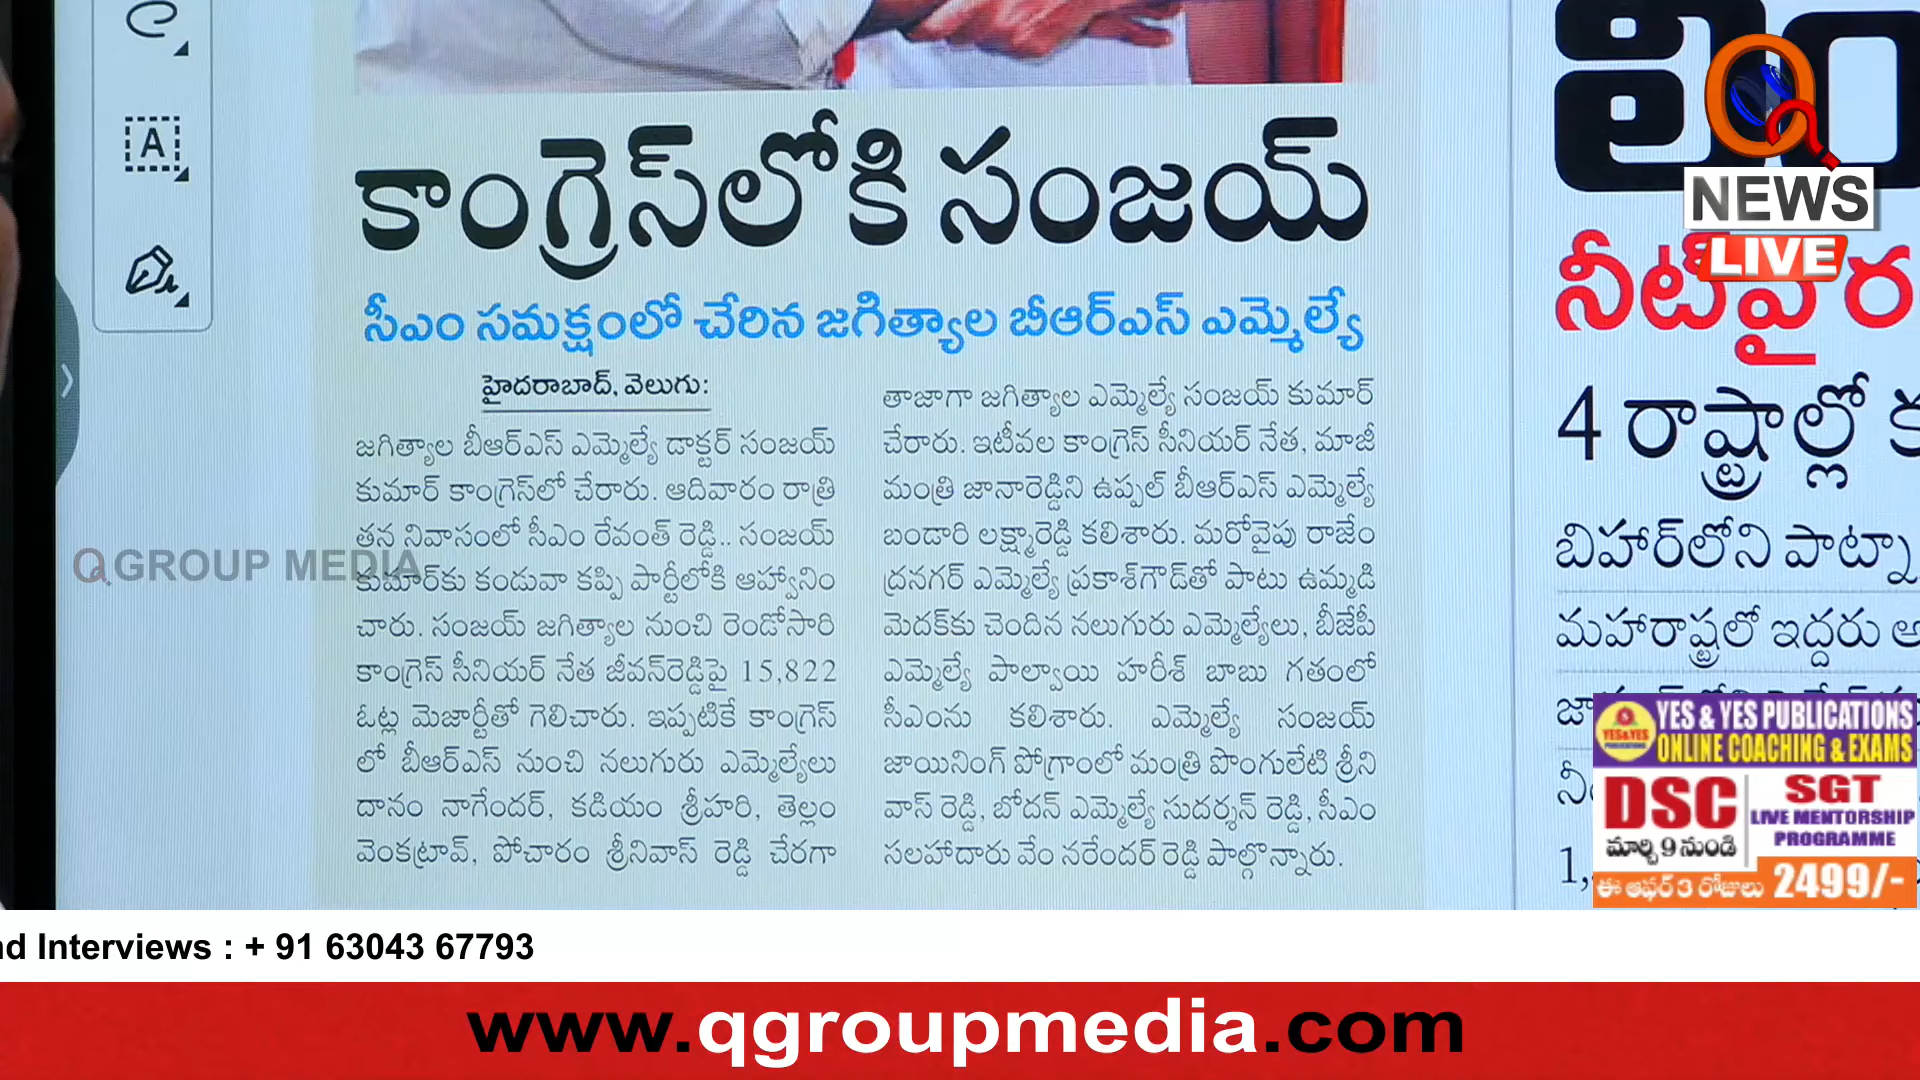 కాంగ్రెస్‌లోకి సంజయ్
సీఎం సమక్షంలో చేరిన జగిత్యాల బీఆర్ఎస్ ఎమ్మెల్యే
హైదరాబాద్, వెలుగు:
జగిత్యాల బీఆర్ఎస్ ఎమ్మెల్యే డాక్టర్ సంజయ్
కుమార్ కాంగ్రెస్‌లో చేరారు. ఆదివారం రాత్రి
తన నివాసంలో సీఎం రేవంత్ రెడ్డి.. సంజయ్
కుమార్‌కు కండువా కప్పి పార్టీలోకి ఆహ్వానిం
చారు. సంజయ్ జగిత్యాల నుంచి రెండోసారి
కాంగ్రెస్ సీనియర్ నేత జీవన్‌రెడ్డిపై 15,822
ఓట్ల మెజార్టీతో గెలిచారు. ఇప్పటికే కాంగ్రెస్
లో బీఆర్ఎస్ నుంచి నలుగురు ఎమ్మెల్యేలు
దానం నాగేందర్, కడియం శ్రీహరి, తెల్లం
వెంకట్రావ్, పోచారం శ్రీనివాస్ రెడ్డి చేరగా
తాజాగా జగిత్యాల ఎమ్మెల్యే సంజయ్ కుమార్
చేరారు. ఇటీవల కాంగ్రెస్ సీనియర్ నేత, మాజీ
మంత్రి జానారెడ్డిని ఉప్పల్ బీఆర్ఎస్ ఎమ్మెల్యే
బండారి లక్ష్మారెడ్డి కలిశారు. మరోవైపు రాజేం
ద్రనగర్ ఎమ్మెల్యే ప్రకాశ్‌గౌడ్‌తో పాటు ఉమ్మడి
మెదక్‌కు చెందిన నలుగురు ఎమ్మెల్యేలు, బీజేపీ
ఎమ్మెల్యే పాల్వాయి హరీశ్ బాబు గతంలో
సీఎంను కలిశారు. ఎమ్మెల్యే సంజయ్
జాయినింగ్ ప్రోగ్రాంలో మంత్రి పొంగులేటి శ్రీని
వాస్ రెడ్డి, బోదన్ ఎమ్మెల్యే సుదర్శన్ రెడ్డి, సీఎం
సలహాదారు వేం నరేందర్ రెడ్డి పాల్గొన్నారు.
4 రాష్ట్రాల్లో
బిహార్‌లోని పాట్నా
మహారాష్ట్రలో ఇద్దరు
A
Q GROUP MEDIA
Q
NEWS
LIVE
YES & YES PUBLICATIONS
ONLINE COACHING & EXAMS
YES&YES
DSC
మార్చి 9 నుండి
SGT
LIVE MENTORSHIP
PROGRAMME
ఈ ఆఫర్ 3 రోజులు 2499/-
Interviews : + 91 63043 67793
www.qgroupmedia.com